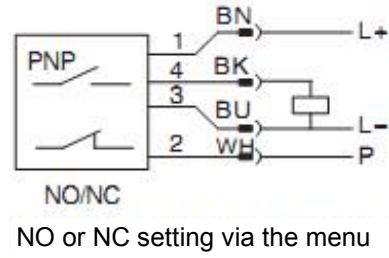 BN
1
L+
PNP
4
BK
3
BU
L-
2
WH
P
NO/NC
NO or NC setting via the menu